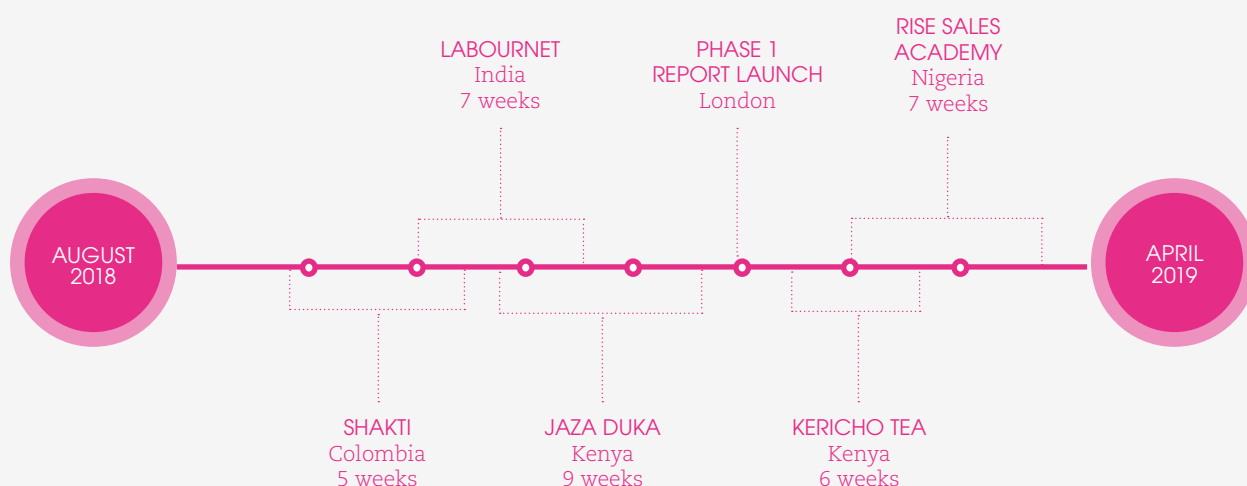 LABOURNET
India
7 weeks
PHASE 1
REPORT LAUNCH
London
RISE SALES
ACADEMY
Nigeria
7 weeks
AUGUST
2018
APRIL
2019
SHAKTI
Colombia
5 weeks
JAZA DUKA
Kenya
9 weeks
KERICHO TEA
Kenya
6 weeks